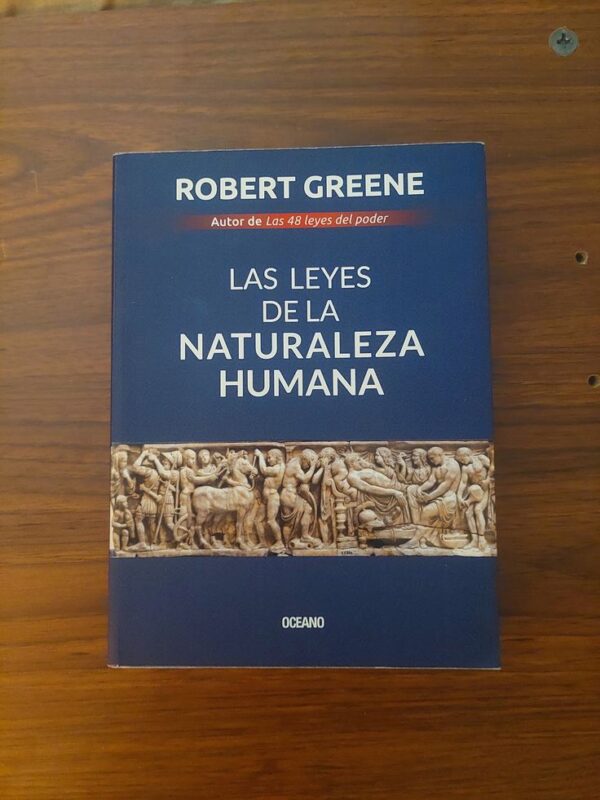 ROBERT GREENE
Autor de Las 48 leyes del poder
LAS LEYES
DE LA
NATURALEZA
HUMANA
OCEANO